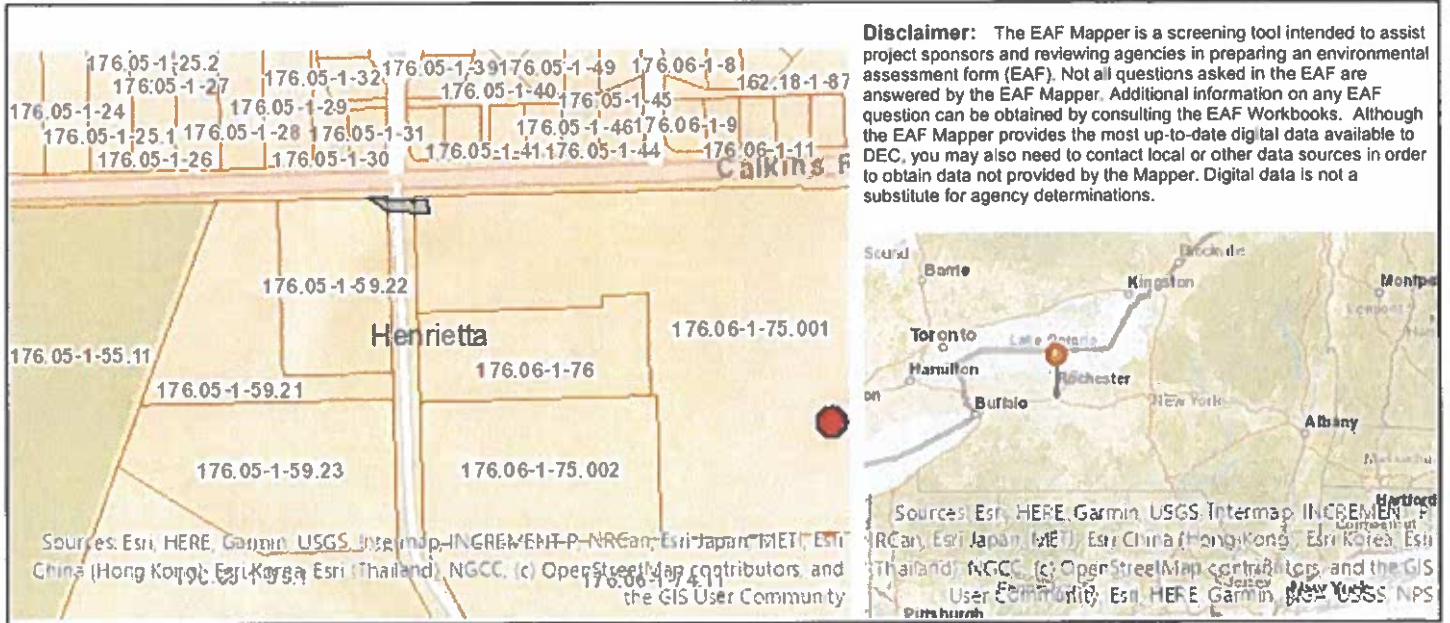 Disclaimer: The EAF Mapper is a screening tool intended to assist
project sponsors and reviewing agencies in preparing an environmental
assessment form (EAF). Not all questions asked in the EAF are
answered by the EAF Mapper. Additional information on any EAF
question can be obtained by consulting the EAF Workbooks. Although
the EAF Mapper provides the most up-to-date digital data available to
DEC, you may also need to contact local or other data sources in order
to obtain data not provided by the Mapper. Digital data is not a
substitute for agency determinations.
176.05-1-25.2
176.05-1-27
176.05-1-32
176.05-1-39
176.05-1-49
176.06-1-8
162.18-1-87
176.05-1-24
176.05-1-29
176.05-1-40
176.05-1-45
176.05-1-25.1
176.05-1-28
176.05-1-31
176.05-1-46
176.06-1-9
176.05-1-26
176.05-1-30
176.05-1-41
176.05-1-44
176.06-1-11
Calkins R
176.05-1-59.22
Henrietta
176.06-1-75.001
176.05-1-55.11
176.06-1-76
176.05-1-59.21
176.05-1-59.23
176.06-1-75.002
176.06-1-74.11
Sources: Esri, HERE, Garmin, USGS, Intermap, INCREMENT P, NRCan, Esri Japan, METI, Esri
China (Hong Kong), Esri Korea, Esri (Thailand), NGCC, (c) OpenStreetMap contributors, and
the GIS User Community
Sound
Barrie
Brockville
Kingston
Montpe
Vermont
Toronto
Lake Ontario
Hamilton
Rochester
on
Buffalo
New York
Albany
Hartford
Connecticut
Sources: Esri, HERE, Garmin, USGS, Intermap, INCREMENT P,
NRCan, Esri Japan, METI, Esri China (Hong Kong), Esri Korea, Esri
(Thailand), NGCC, (c) OpenStreetMap contributors, and the GIS
User Community, Esri, HERE, Garmin, USGS, NPS
New York
Pittsburgh